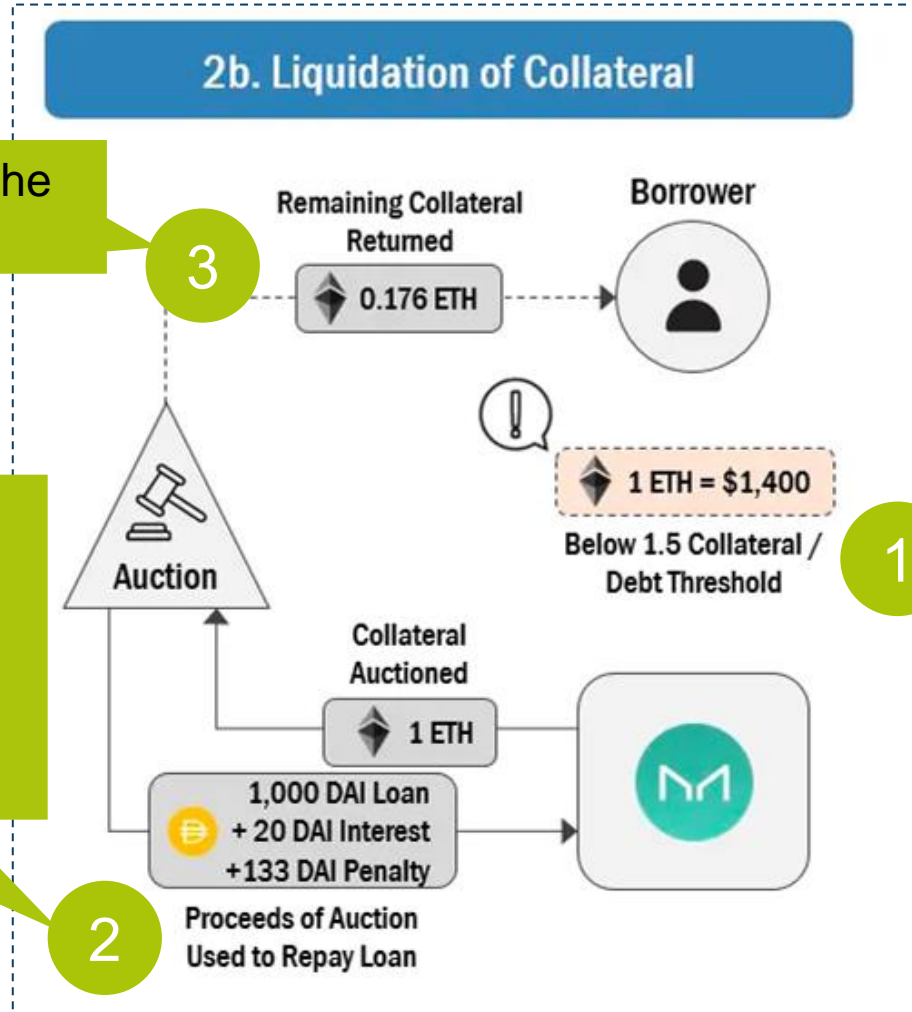 2b. Liquidation of Collateral
he
3
Remaining Collateral
Returned
0.176 ETH
Borrower
!
1 ETH = $1,400
Below 1.5 Collateral /
Debt Threshold
1
Auction
Collateral
Auctioned
1 ETH
1,000 DAI Loan
+ 20 DAI Interest
+133 DAI Penalty
2
Proceeds of Auction
Used to Repay Loan